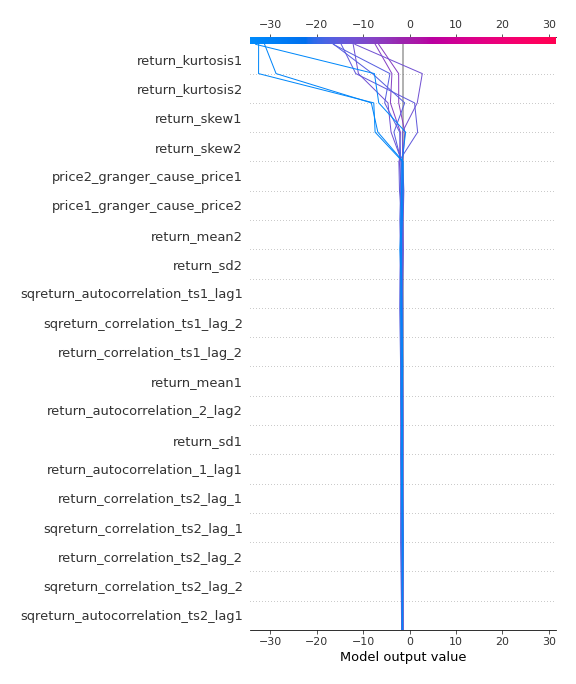 −30 −20 −10 0 10 20 30
return_kurtosis1
return_kurtosis2
return_skew1
return_skew2
price2_granger_cause_price1
price1_granger_cause_price2
return_mean2
return_sd2
sqreturn_autocorrelation_ts1_lag1
sqreturn_correlation_ts1_lag_2
return_correlation_ts1_lag_2
return_mean1
return_autocorrelation_2_lag2
return_sd1
return_autocorrelation_1_lag1
return_correlation_ts2_lag_1
sqreturn_correlation_ts2_lag_1
return_correlation_ts2_lag_2
sqreturn_correlation_ts2_lag_2
sqreturn_autocorrelation_ts2_lag1
−30 −20 −10 0 10 20 30
Model output value